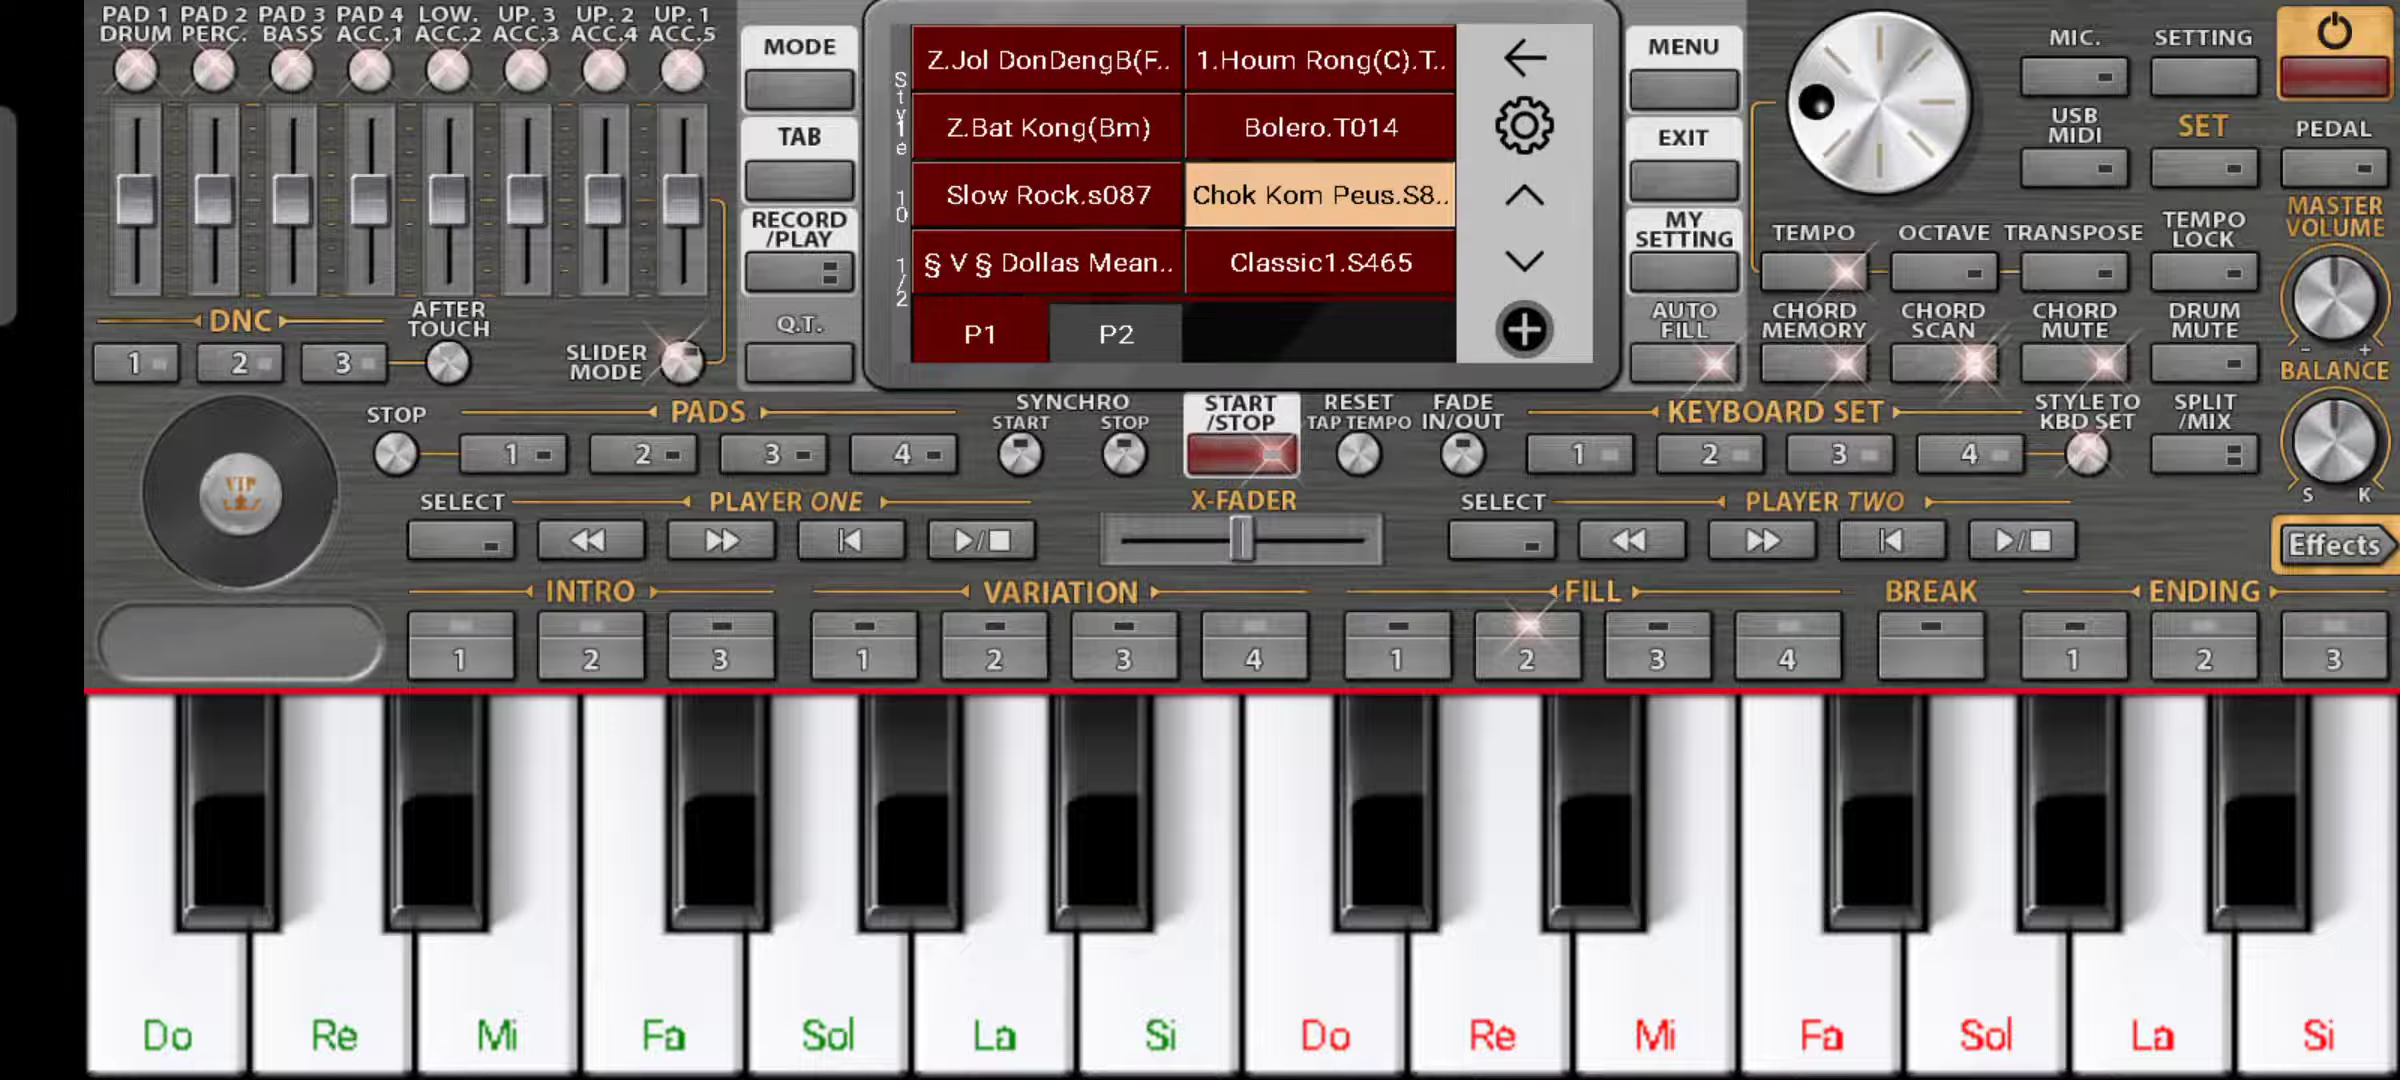 PAD 1 PAD 2 PAD 3 PAD 4 LOW. UP. 3 UP. 2 UP. 1
DRUM PERC. BASS ACC.1 ACC.2 ACC.3 ACC.4 ACC.5
MODE
TAB
RECORD
/PLAY
Q.T.
Style
10
1/2
Z.Jol DonDengB(F.. 1.Houm Rong(C).T..
Z.Bat Kong(Bm) Bolero.T014
Slow Rock.s087 Chok Kom Peus.S8..
§ V § Dollas Mean.. Classic1.S465
P1 P2
MENU
EXIT
MY
SETTING
AUTO
FILL
MIC. SETTING
USB
MIDI SET PEDAL
MASTER
VOLUME
TEMPO OCTAVE TRANSPOSE TEMPO
LOCK
CHORD
MEMORY
CHORD
SCAN
CHORD
MUTE
DRUM
MUTE
- +
BALANCE
S K
DNC
1 2 3
AFTER
TOUCH
SLIDER
MODE
STOP PADS
1 2 3 4
SYNCHRO
START STOP
START
/STOP
RESET
TAP TEMPO
FADE
IN/OUT
KEYBOARD SET
1 2 3 4
STYLE TO
KBD SET
SPLIT
/MIX
VIP
SELECT PLAYER ONE
X-FADER
SELECT PLAYER TWO
Effects
INTRO VARIATION FILL BREAK ENDING
1 2 3 1 2 3 4 1 2 3 4 1 2 3
Do Re Mi Fa Sol La Si Do Re Mi Fa Sol La Si